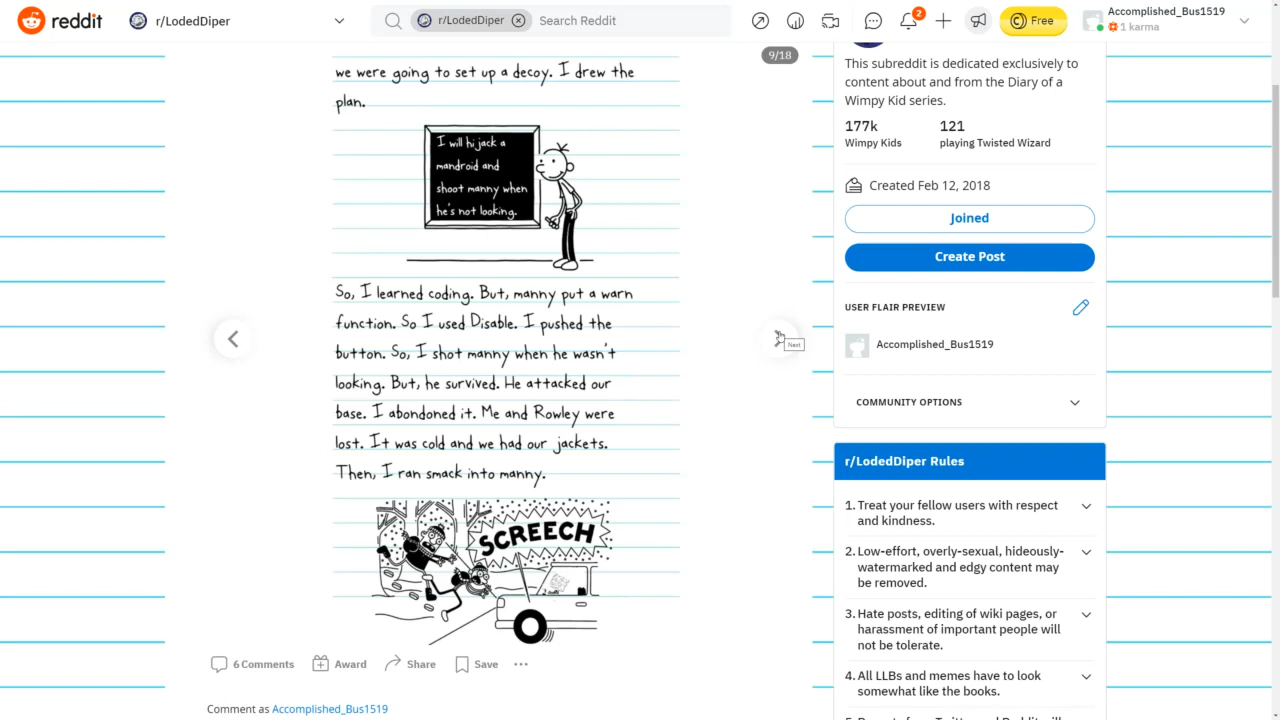 reddit
r/LodedDiper
r/LodedDiper
Search Reddit
2
Free
Accomplished_Bus1519
1 karma
9/18
we were going to set up a decoy. I drew the
plan.
I will hijack a
mandroid and
shoot manny when
he's not looking.
So, I learned coding. But, manny put a warn
function. So I used Disable. I pushed the
button. So, I shot manny when he wasn't
looking. But, he survived. He attacked our
base. I abondoned it. Me and Rowley were
lost. It was cold and we had our jackets.
Then, I ran smack into manny.
SCREECH
Next
6 Comments
Award
Share
Save
Comment as Accomplished_Bus1519
This subreddit is dedicated exclusively to
content about and from the Diary of a
Wimpy Kid series.
177k
121
Wimpy Kids
playing Twisted Wizard
Created Feb 12, 2018
Joined
Create Post
USER FLAIR PREVIEW
Accomplished_Bus1519
COMMUNITY OPTIONS
r/LodedDiper Rules
1. Treat your fellow users with respect
and kindness.
2. Low-effort, overly-sexual, hideously-
watermarked and edgy content may
be removed.
3. Hate posts, editing of wiki pages, or
harassment of important people will
not be tolerate.
4. All LLBs and memes have to look
somewhat like the books.